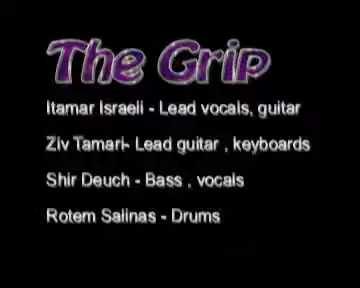 The Grip
Itamar Israeli - Lead vocals, guitar
Ziv Tamari- Lead guitar , keyboards
Shir Deuch - Bass , vocals
Rotem Salinas - Drums